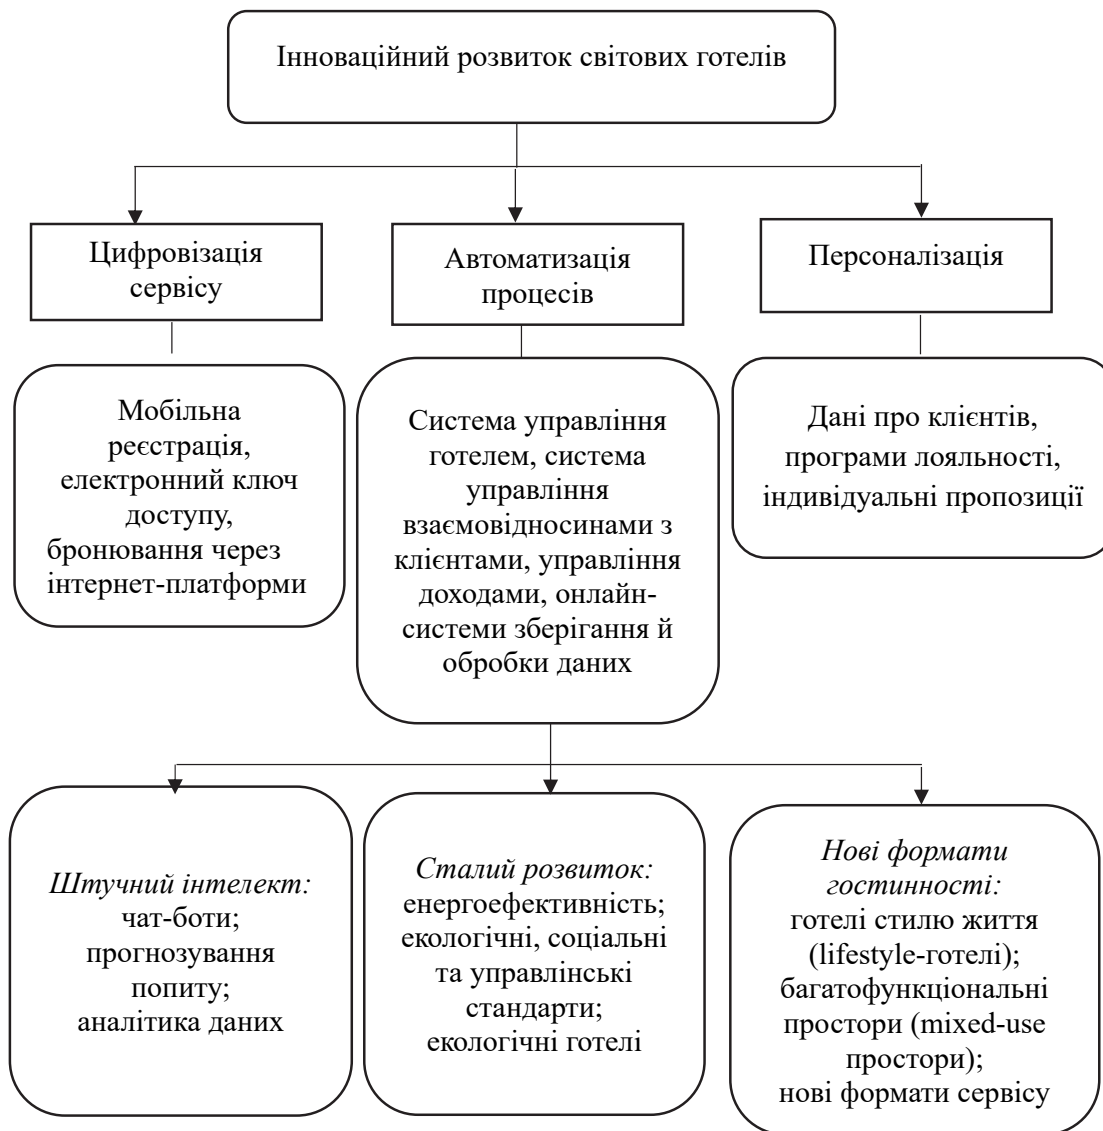 Інноваційний розвиток світових готелів
Цифровізація
сервісу
Автоматизація
процесів
Персоналізація
Мобільна
реєстрація,
електронний ключ
доступу,
бронювання через
інтернет-платформи
Система управління
готелем, система
управління
взаємовідносинами з
клієнтами, управління
доходами, онлайн-
системи зберігання й
обробки даних
Дані про клієнтів,
програми лояльності,
індивідуальні пропозиції
Штучний інтелект:
чат-боти;
прогнозування
попиту;
аналітика даних
Сталий розвиток:
енергоефективність;
екологічні, соціальні
та управлінські
стандарти;
екологічні готелі
Нові формати
гостинності:
готелі стилю життя
(lifestyle-готелі);
багатофункціональні
простори (mixed-use
простори);
нові формати сервісу